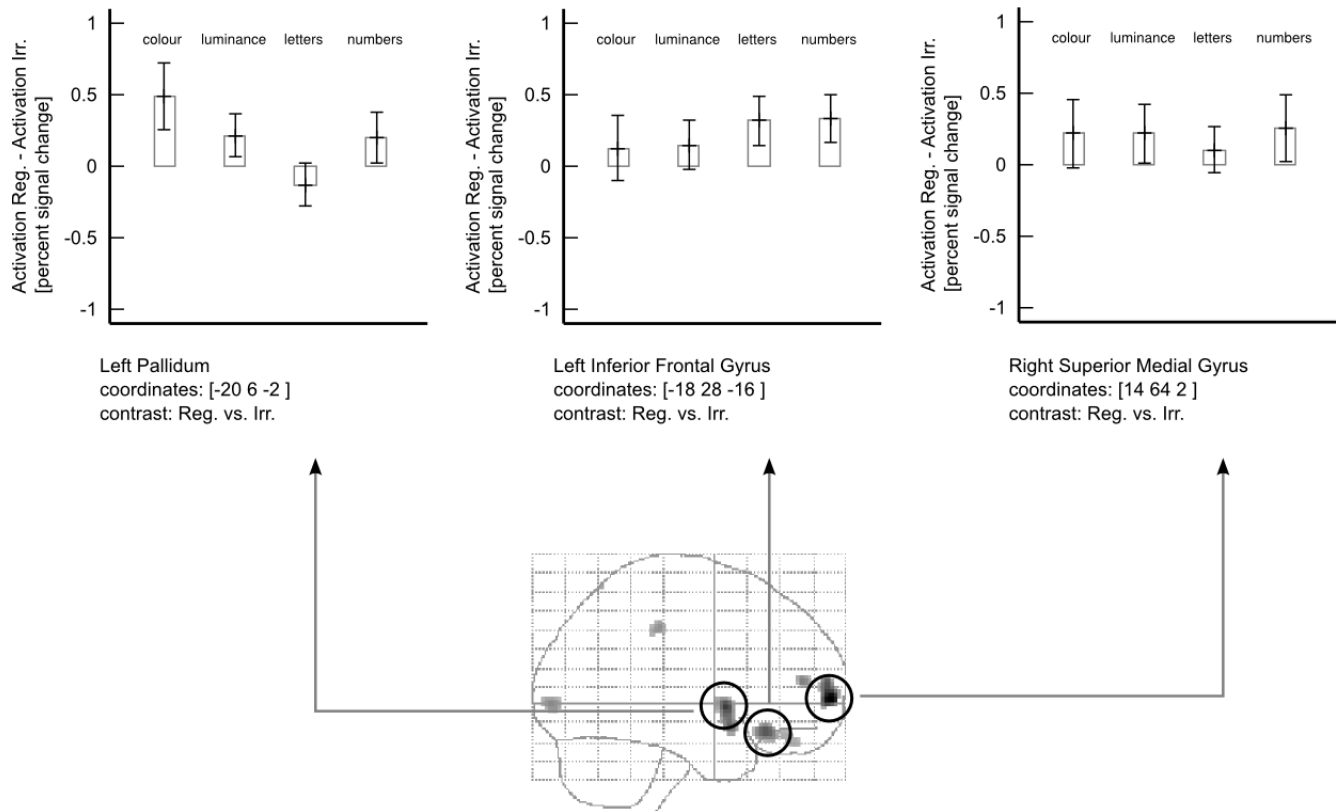 Activation Reg. - Activation Irr.
[percent signal change]
1
0.5
0
-0.5
-1
colour luminance letters numbers
Left Pallidum
coordinates: [-20 6 -2 ]
contrast: Reg. vs. Irr.
Activation Reg. - Activation Irr.
[percent signal change]
1
0.5
0
-0.5
-1
colour luminance letters numbers
Left Inferior Frontal Gyrus
coordinates: [-18 28 -16 ]
contrast: Reg. vs. Irr.
Activation Reg. - Activation Irr.
[percent signal change]
1
0.5
0
-0.5
-1
colour luminance letters numbers
Right Superior Medial Gyrus
coordinates: [14 64 2 ]
contrast: Reg. vs. Irr.